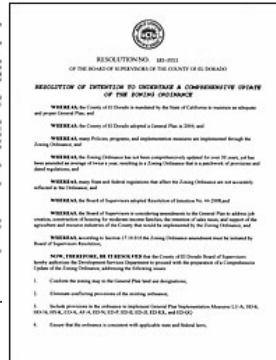 RESOLUTION NO. 183-2011
OF THE BOARD OF SUPERVISORS OF THE COUNTY OF EL DORADO
RESOLUTION OF INTENTION TO UNDERTAKE A COMPREHENSIVE UPDATE
OF THE ZONING ORDINANCE
WHEREAS, the County of El Dorado is mandated by the State of California to maintain an adequate
and proper General Plan; and
WHEREAS, the County of El Dorado adopted a General Plan in 2004; and
WHEREAS, many Policies, programs, and implementation measures are implemented through the
Zoning Ordinance; and
WHEREAS, the Zoning Ordinance has not been comprehensively updated for over 30 years, yet has
been amended an average of twice a year, resulting in a Zoning Ordinance that is a patchwork of provisions and
dated regulations; and
WHEREAS, many State and federal regulations that affect the Zoning Ordinance are not accurately
reflected in the Ordinance; and
WHEREAS, the Board of Supervisors adopted Resolution of Intention No. 44-2008; and
WHEREAS, the Board of Supervisors is considering amendments to the General Plan to address job
creation, construction of housing for moderate income families, the retention of sales taxes, and support of the
agriculture and resource industries of the County that would be implemented by the Zoning Ordinance; and
WHEREAS, according to Section 17.10.010 the Zoning Ordinance amendment must be initiated by
Board of Supervisors Resolution,
NOW, THEREFORE, BE IT RESOLVED that the County of El Dorado Board of Supervisors
hereby authorizes the Development Services Department to proceed with the preparation of a Comprehensive
Update of the Zoning Ordinance, addressing the following issues:
1. Conform the zoning map to the General Plan land use designations;
2. Eliminate conflicting provisions of the existing ordinance;
3. Include provisions in the ordinance to implement General Plan Implementation Measures
4. Ensure that the ordinance is consistent with applicable state and federal laws;